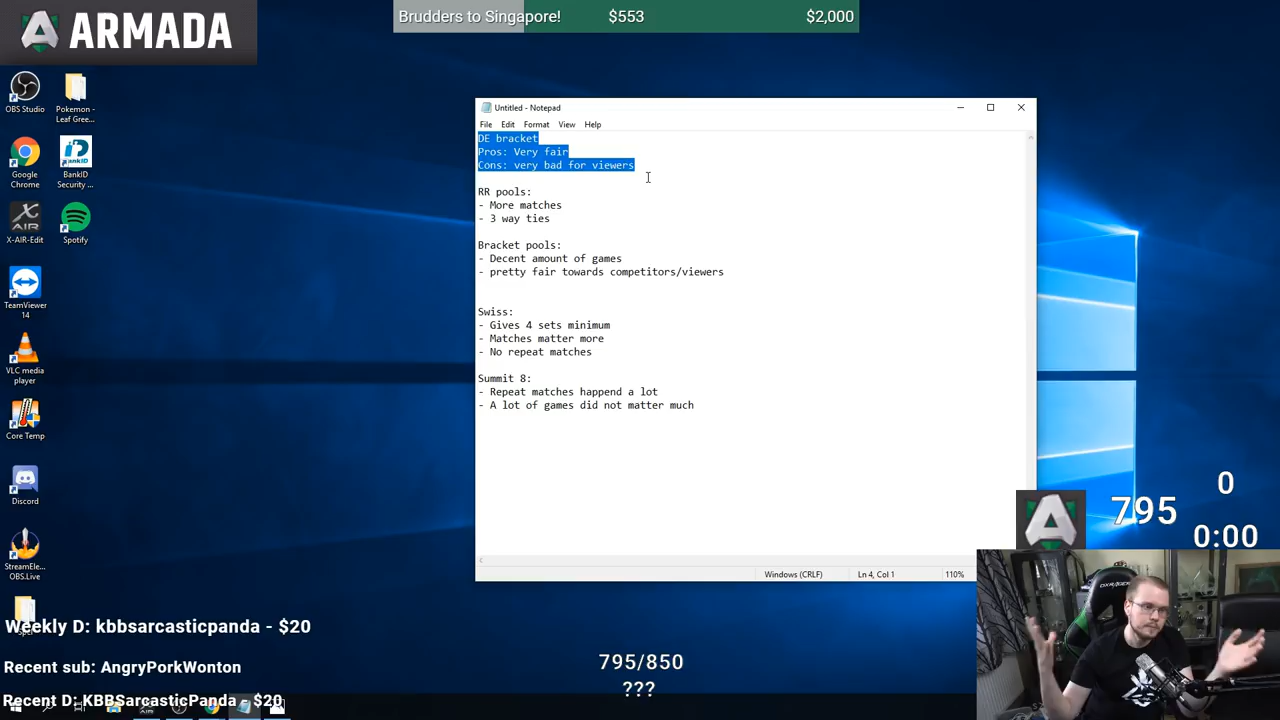 ARMADA
Brudders to Singapore! $553 $2,000
OBS Studio
Pokemon -
Leaf Gree...
Google
Chrome
BankID
Security ...
X-AIR-Edit
Spotify
TeamViewer
14
VLC media
player
Core Temp
Discord
StreamEle...
OBS.Live
Untitled - Notepad
File Edit Format View Help
DE bracket
Pros: Very fair
Cons: very bad for viewers
RR pools:
- More matches
- 3 way ties
Bracket pools:
- Decent amount of games
- pretty fair towards competitors/viewers
Swiss:
- Gives 4 sets minimum
- Matches matter more
- No repeat matches
Summit 8:
- Repeat matches happend a lot
- A lot of games did not matter much
Windows (CRLF) Ln 4, Col 1 110%
795
0
0:00
Weekly D: kbbsarcasticpanda - $20
Recent sub: AngryPorkWonton
Recent D: KBBSarcasticPanda - $20
795/850
???